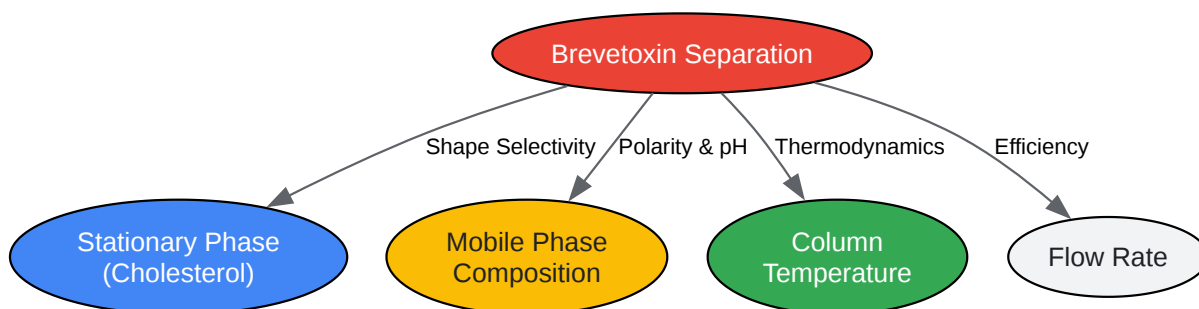 Brevetoxin Separation
Shape Selectivity
Polarity & pH
Thermodynamics
Efficiency
Stationary Phase
(Cholesterol)
Mobile Phase
Composition
Column
Temperature
Flow Rate